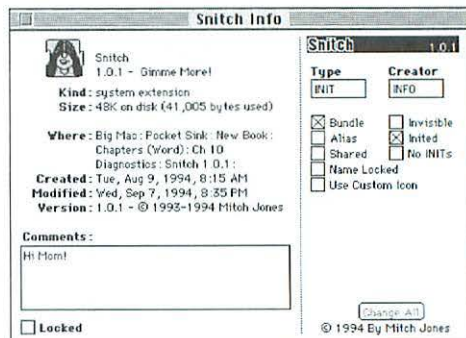 Snitch Info
Snitch
1.0.1 - Gimme More!
Kind: system extension
Size: 48K on disk (41,005 bytes used)
Where: Big Mac: Pocket Sink: New Book:
Chapters (Word): Ch 10
Diagnostics: Snitch 1.0.1:
Created: Tue, Aug 9, 1994, 8:15 AM
Modified: Wed, Sep 7, 1994, 8:35 PM
Version: 1.0.1 - © 1993-1994 Mitch Jones
Comments:
Hi Mom!
Locked
Snitch 1.0.1
Type Creator
INIT INFO
Bundle Invisible
Alias Inited
Shared No INITs
Name Locked
Use Custom Icon
Change All
© 1994 By Mitch Jones